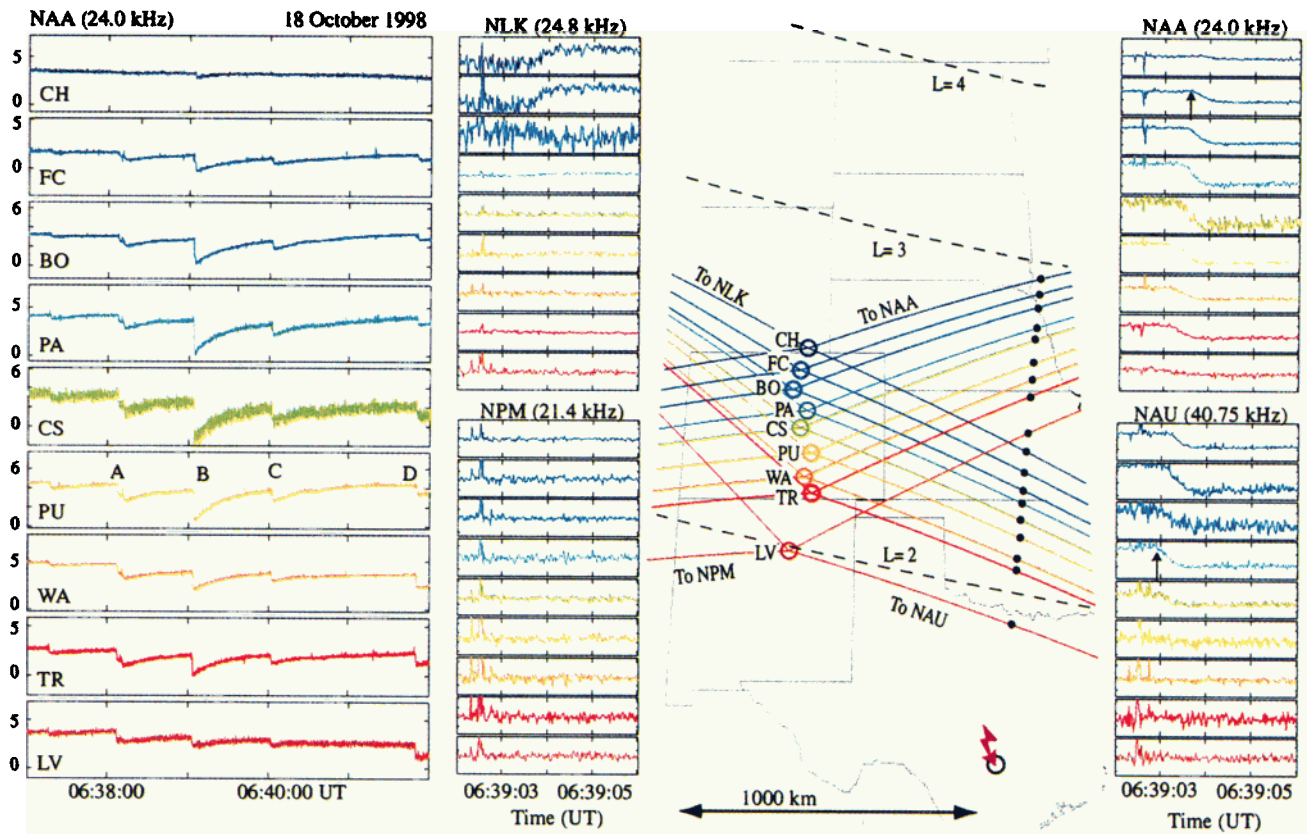 NAA (24.0 kHz) 18 October 1998
5
0
CH
5
0
FC
6
0
BO
5
0
PA
6
0
CS
6
0
PU
A B C D
5
0
WA
5
0
TR
5
0
LV
06:38:00 06:40:00 UT
NLK (24.8 kHz)
NPM (21.4 kHz)
06:39:03 06:39:05
Time (UT)
L= 4
L= 3
To NLK
To NAA
CH
FC
BO
PA
CS
PU
WA
TR
LV
L= 2
To NPM
To NAU
1000 km
NAA (24.0 kHz)
NAU (40.75 kHz)
06:39:03 06:39:05
Time (UT)